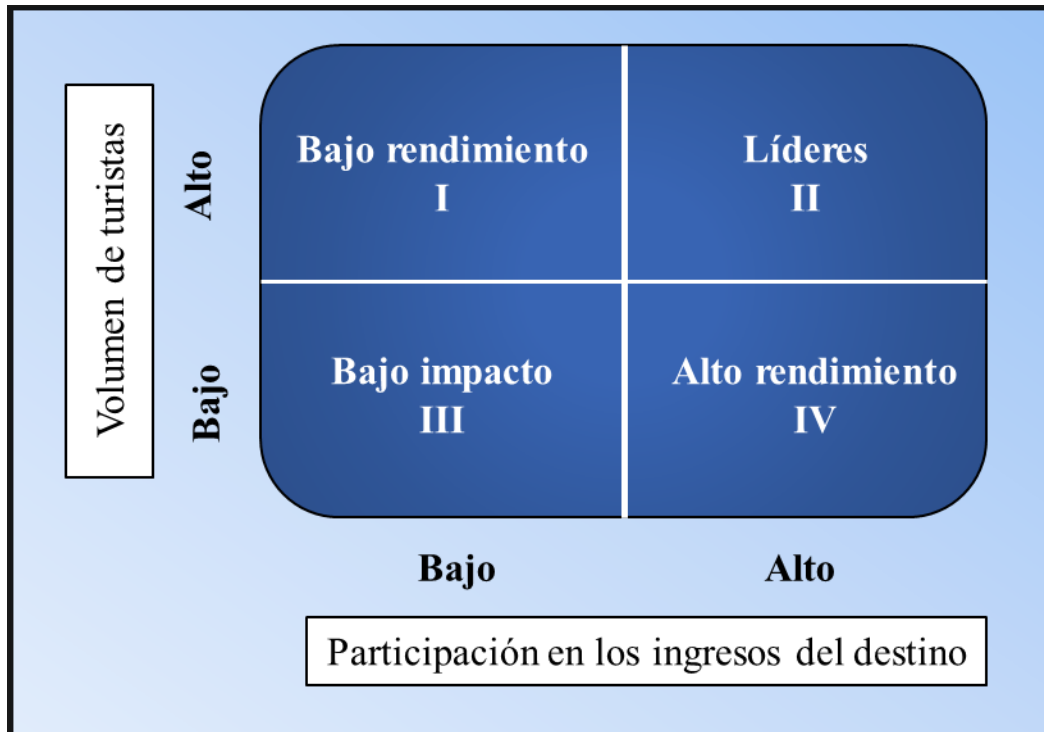 Volumen de turistas
Alto
Bajo
Bajo rendimiento
I
Líderes
II
Bajo impacto
III
Alto rendimiento
IV
Bajo
Alto
Participación en los ingresos del destino